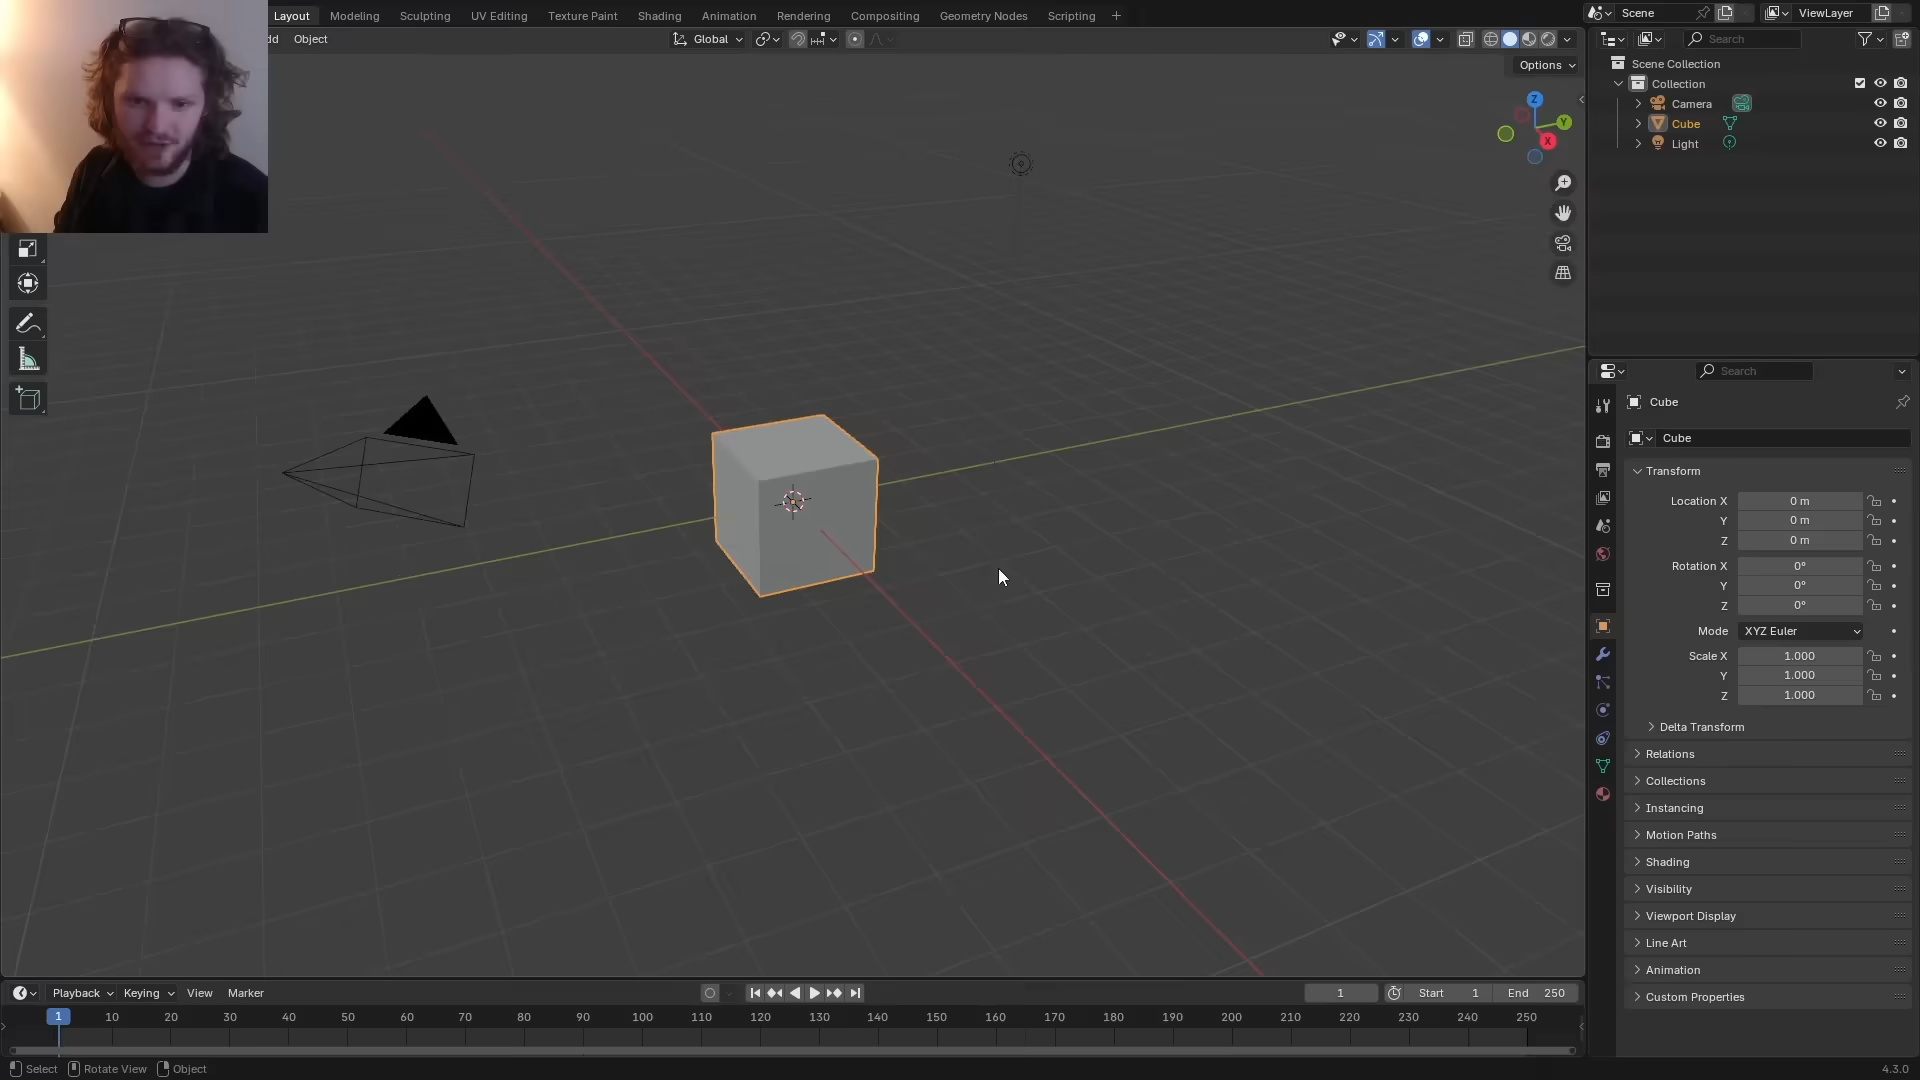 Layout Modeling Sculpting UV Editing Texture Paint Shading Animation Rendering Compositing Geometry Nodes Scripting +
Scene
ViewLayer
dd Object
Global
Search
Options
Z
Y
X
Scene Collection
Collection
Camera
Cube
Light
Search
Cube
Cube
Transform
Location X 0 m
Y 0 m
Z 0 m
Rotation X 0°
Y 0°
Z 0°
Mode XYZ Euler
Scale X 1.000
Y 1.000
Z 1.000
Delta Transform
Relations
Collections
Instancing
Motion Paths
Shading
Visibility
Viewport Display
Line Art
Animation
Custom Properties
Playback Keying View Marker
1 Start 1 End 250
1 10 20 30 40 50 60 70 80 90 100 110 120 130 140 150 160 170 180 190 200 210 220 230 240 250
Select Rotate View Object
4.3.0